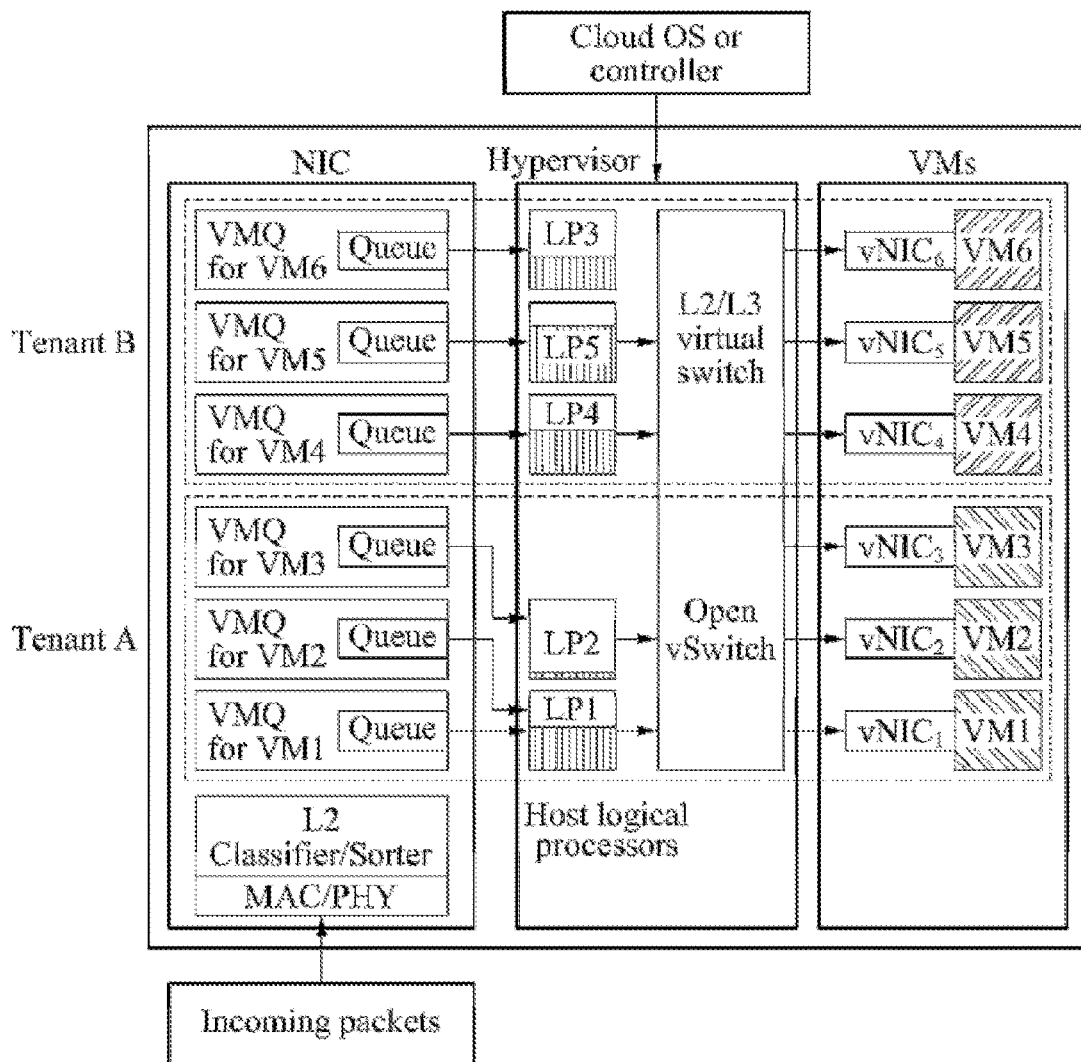 Cloud OS or
controller
NIC
Hypervisor
VMs
Tenant B
VMQ
for VM6
Queue
LP3
vNIC₆
VM6
VMQ
for VM5
Queue
LP5
vNIC₅
VM5
VMQ
for VM4
Queue
LP4
vNIC₄
VM4
L2/L3
virtual
switch
Tenant A
VMQ
for VM3
Queue
vNIC₃
VM3
VMQ
for VM2
Queue
LP2
vNIC₂
VM2
VMQ
for VM1
Queue
LP1
vNIC₁
VM1
Open
vSwitch
L2
Classifier/Sorter
MAC/PHY
Host logical
processors
Incoming packets